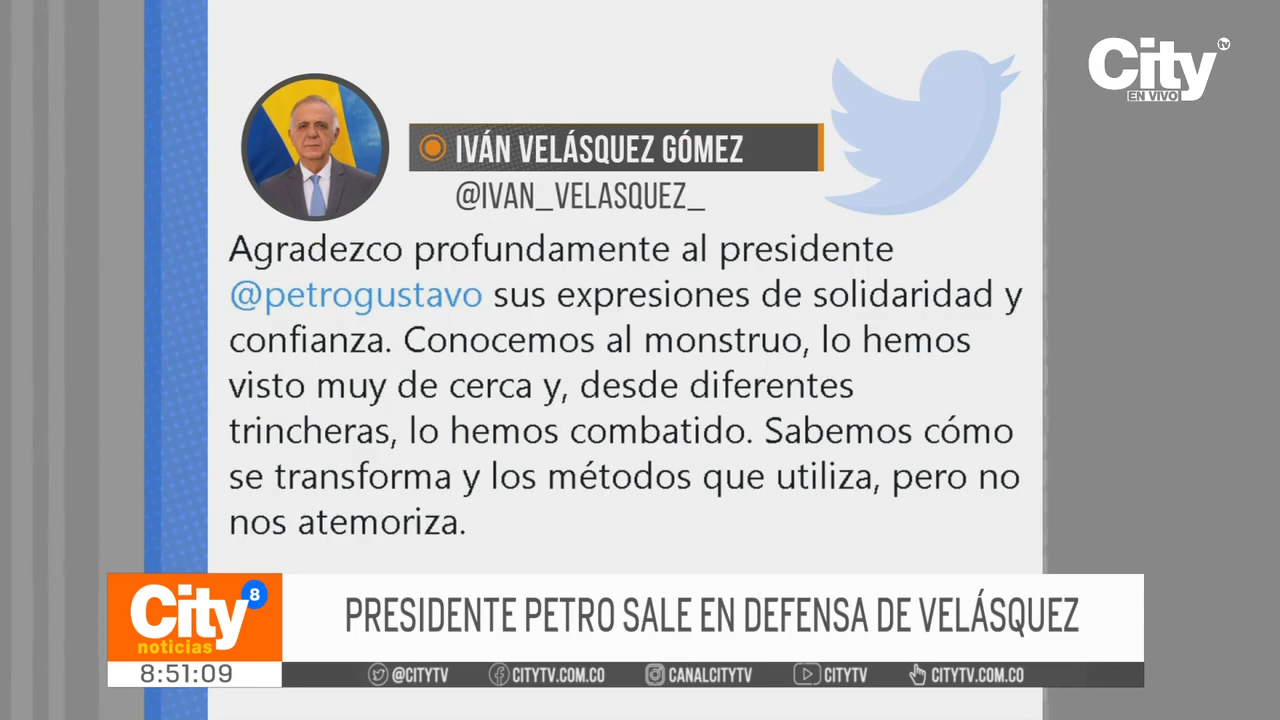 City tv
EN VIVO
IVÁN VELÁSQUEZ GÓMEZ
@IVAN_VELASQUEZ_
Agradezco profundamente al presidente
@petrogustavo sus expresiones de solidaridad y
confianza. Conocemos al monstruo, lo hemos
visto muy de cerca y, desde diferentes
trincheras, lo hemos combatido. Sabemos cómo
se transforma y los métodos que utiliza, pero no
nos atemoriza.
City 8
noticias
PRESIDENTE PETRO SALE EN DEFENSA DE VELÁSQUEZ
8:51:09
@CITYTV CITYTV.COM.CO CANALCITYTV CITYTV CITYTV.COM.CO